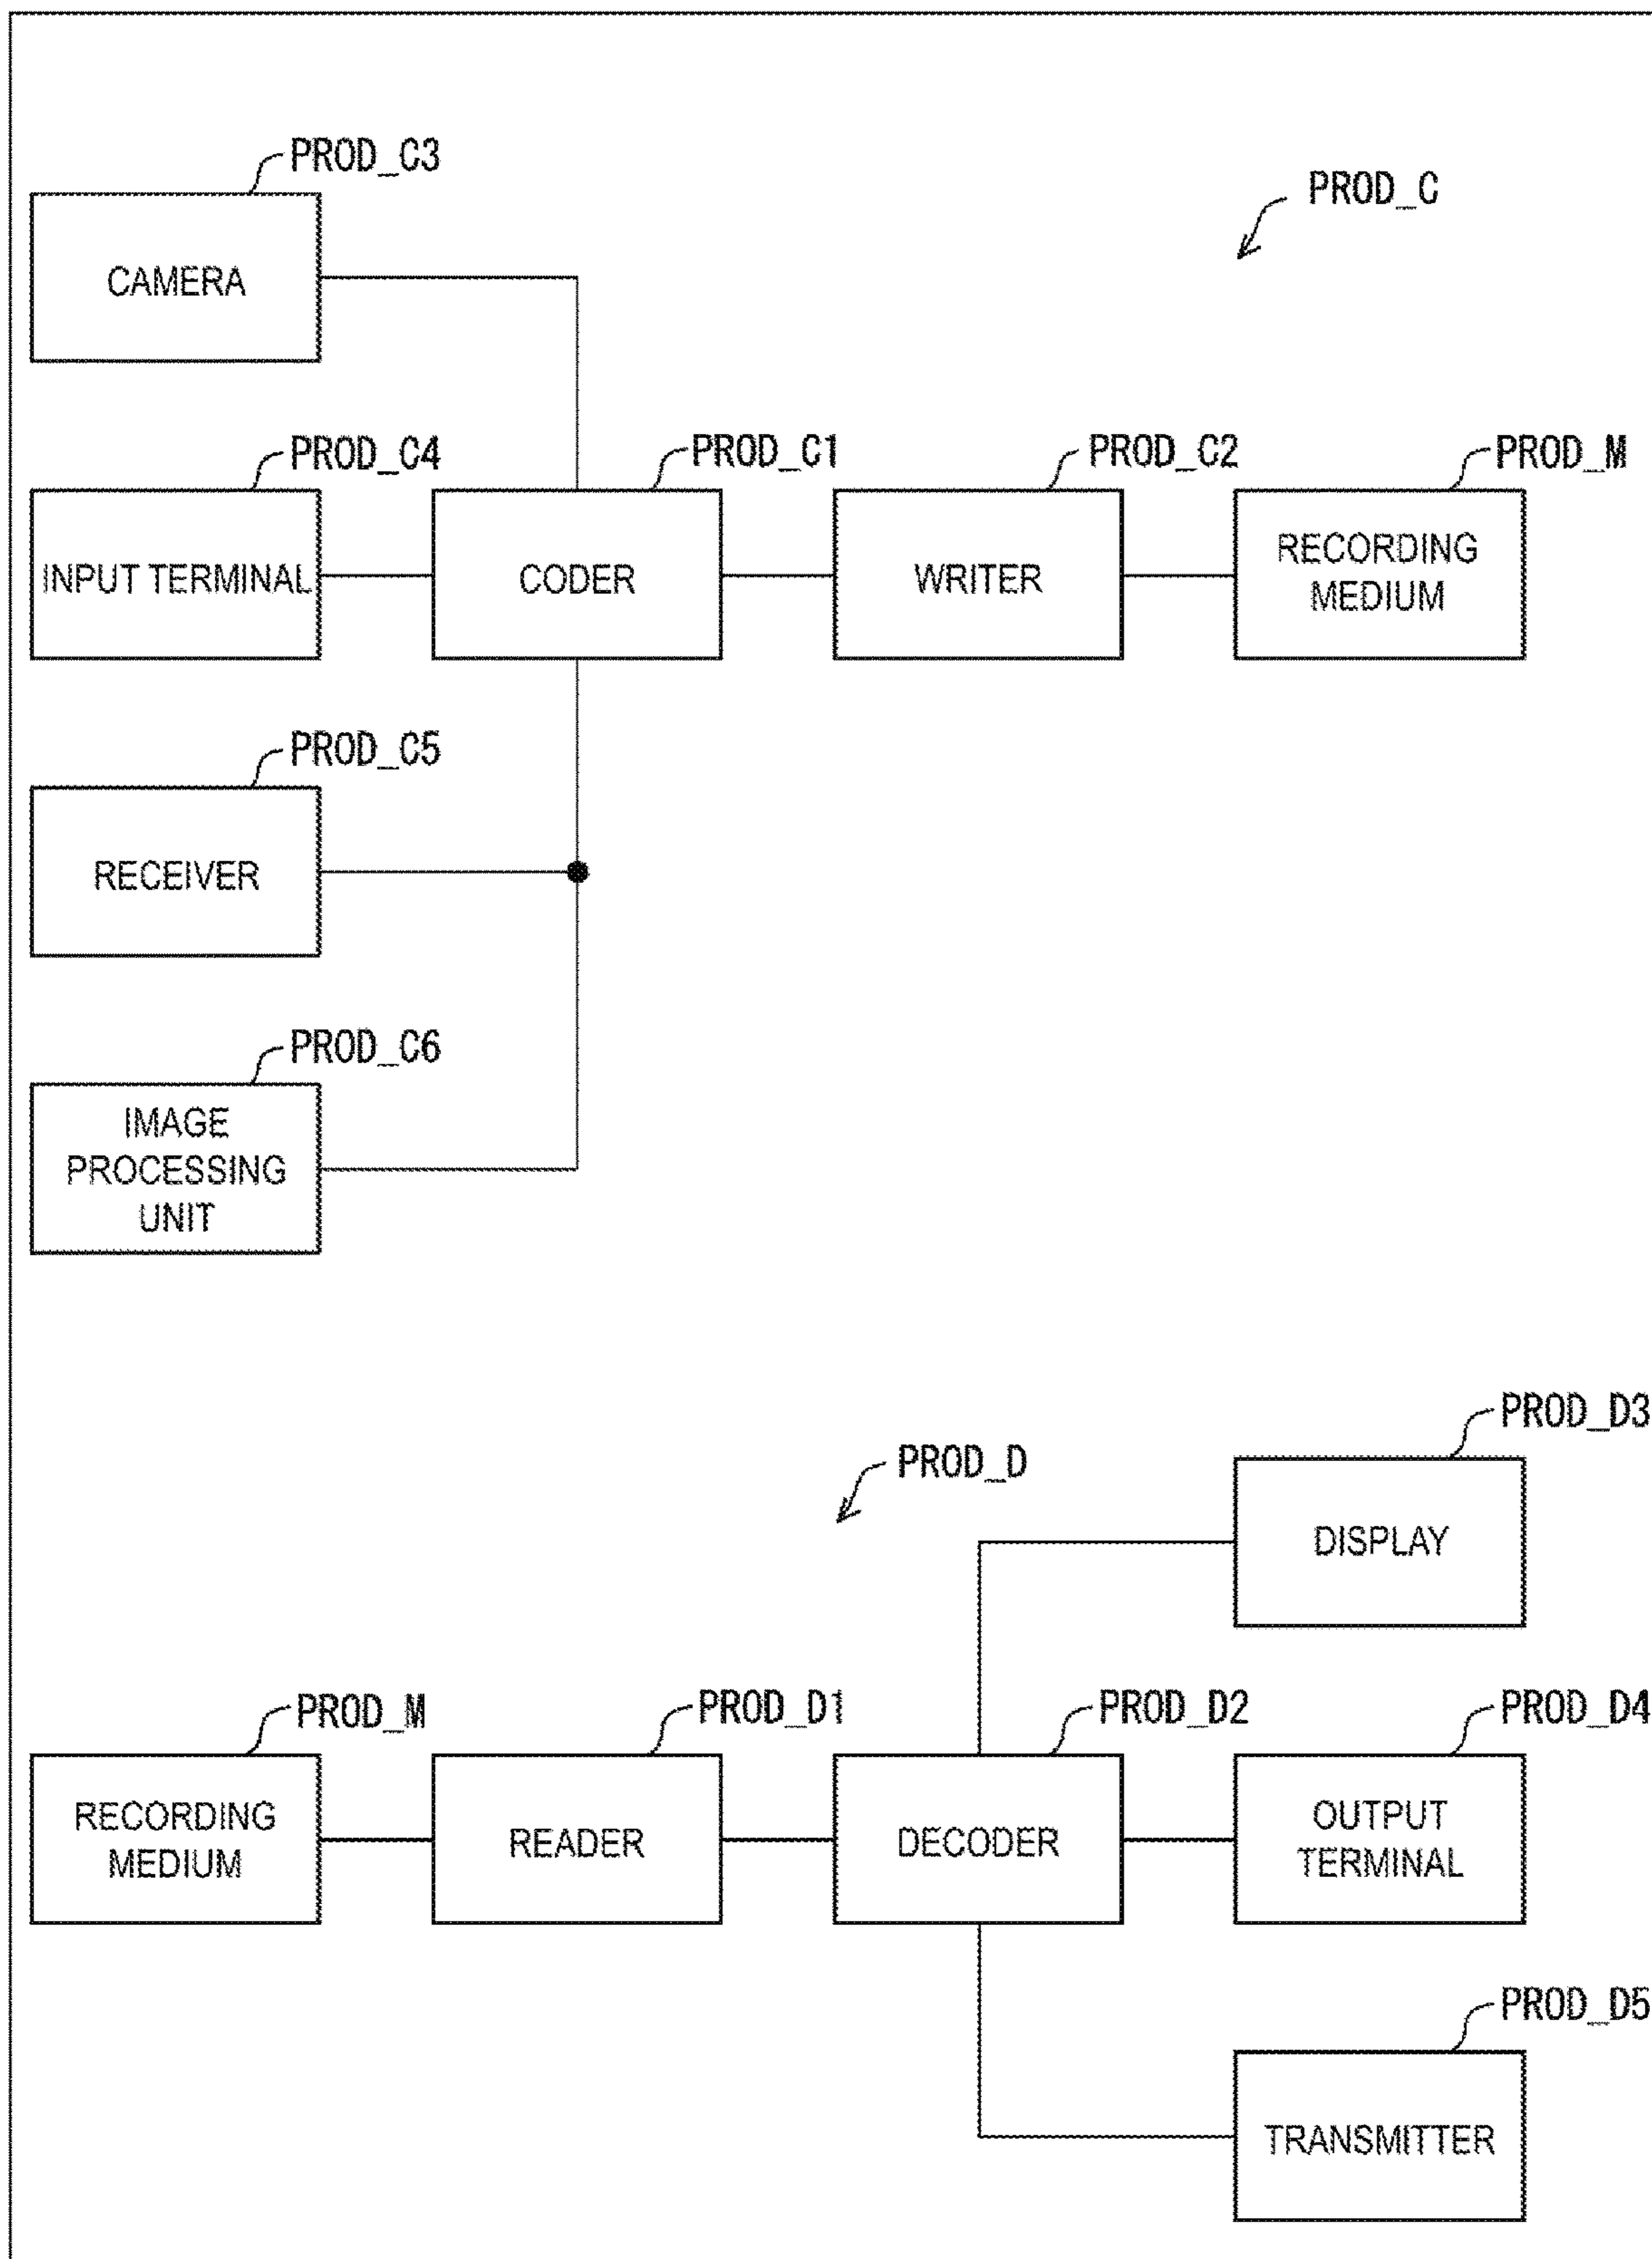 PROD_C3
PROD_C
CAMERA
PROD_C4
PROD_C1
PROD_C2
PROD_M
INPUT TERMINAL
CODER
WRITER
RECORDING
MEDIUM
PROD_C5
RECEIVER
PROD_C6
IMAGE
PROCESSING
UNIT
PROD_D3
PROD_D
DISPLAY
PROD_M
PROD_D1
PROD_D2
PROD_D4
RECORDING
MEDIUM
READER
DECODER
OUTPUT
TERMINAL
PROD_D5
TRANSMITTER